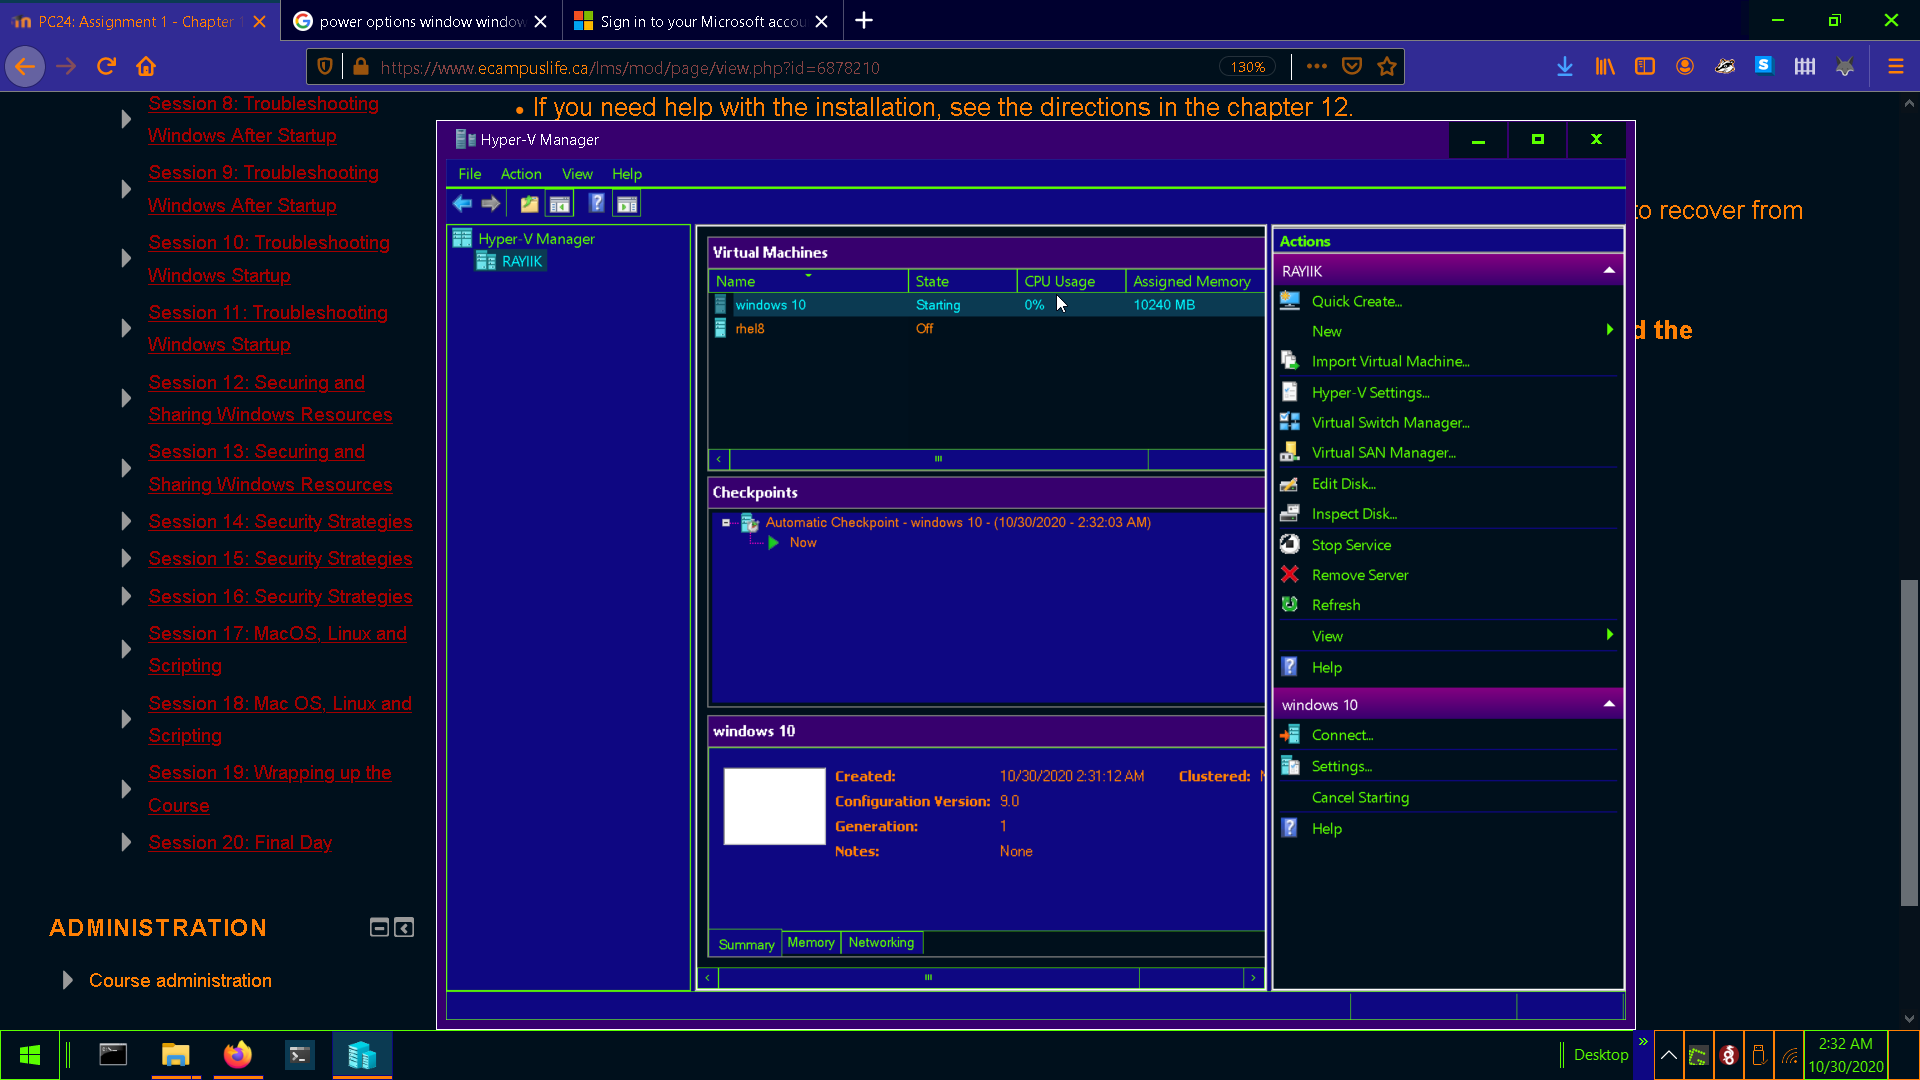 PC24: Assignment 1 - Chapter 1
power options window window
Sign in to your Microsoft accou
https://www.ecampuslife.ca/lms/mod/page/view.php?id=6878210
130%
Session 8: Troubleshooting
Windows After Startup
Session 9: Troubleshooting
Windows After Startup
Session 10: Troubleshooting
Windows Startup
Session 11: Troubleshooting
Windows Startup
Session 12: Securing and
Sharing Windows Resources
Session 13: Securing and
Sharing Windows Resources
Session 14: Security Strategies
Session 15: Security Strategies
Session 16: Security Strategies
Session 17: MacOS, Linux and
Scripting
Session 18: Mac OS, Linux and
Scripting
Session 19: Wrapping up the
Course
Session 20: Final Day
ADMINISTRATION
Course administration
• If you need help with the installation, see the directions in the chapter 12.
to recover from
d the
Hyper-V Manager
File Action View Help
Hyper-V Manager
RAYIIK
Virtual Machines
Name State CPU Usage Assigned Memory
windows 10 Starting 0% 10240 MB
rhel8 Off
Checkpoints
Automatic Checkpoint - windows 10 - (10/30/2020 - 2:32:03 AM)
Now
windows 10
Created: 10/30/2020 2:31:12 AM Clustered:
Configuration Version: 9.0
Generation: 1
Notes: None
Summary Memory Networking
Actions
RAYIIK
Quick Create...
New
Import Virtual Machine...
Hyper-V Settings...
Virtual Switch Manager...
Virtual SAN Manager...
Edit Disk...
Inspect Disk...
Stop Service
Remove Server
Refresh
View
Help
windows 10
Connect...
Settings...
Cancel Starting
Help
Desktop
2:32 AM
10/30/2020